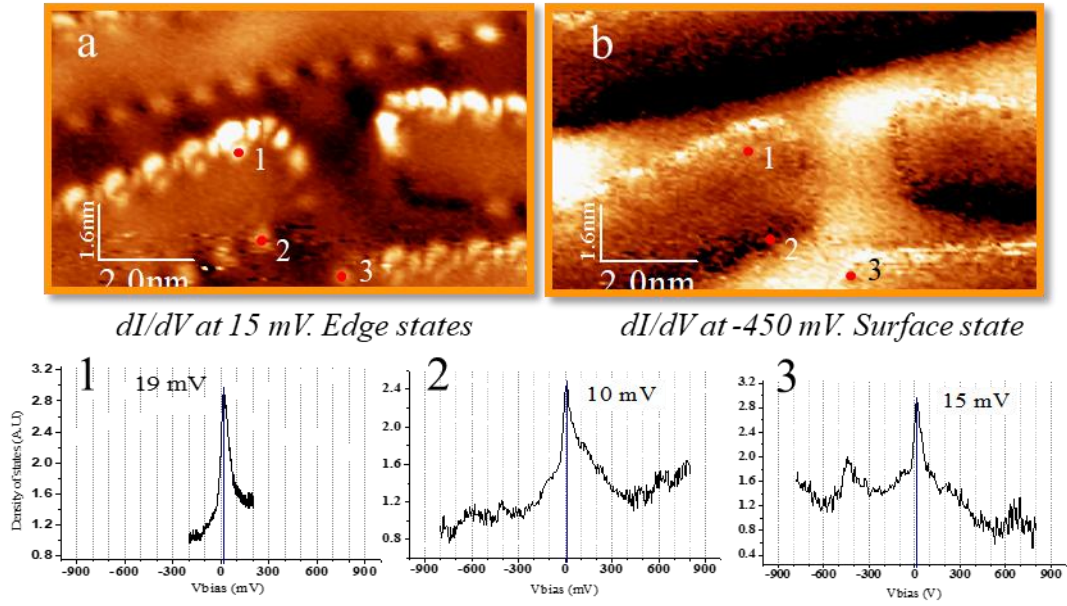 a
1
2
3
1.6nm
2.0nm
b
1
2
3
1.6nm
2.0nm
dI/dV at 15 mV. Edge states
dI/dV at -450 mV. Surface state
1
19 mV
3.2
2.8
2.4
2.0
1.6
1.2
0.8
Density of states (A.U)
-900 -600 -300 0 300 600 900
Vbias (mV)
2
10 mV
2.4
2.0
1.6
1.2
0.8
-900 -600 -300 0 300 600 900
Vbias (mV)
3
15 mV
3.2
2.8
2.4
2.0
1.6
1.2
0.8
0.4
-900 -600 -300 0 300 600 900
Vbias (V)